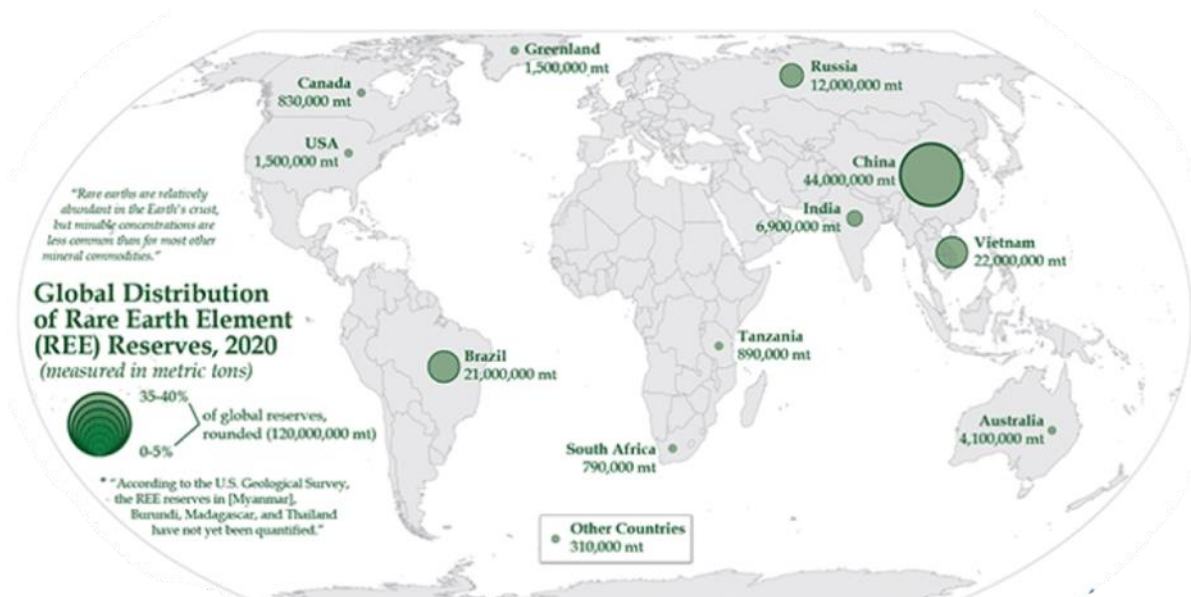 Greenland
1,500,000 mt
Canada
830,000 mt
Russia
12,000,000 mt
USA
1,500,000 mt
China
44,000,000 mt
India
6,900,000 mt
Vietnam
22,000,000 mt
"Rare earths are relatively
abundant in the Earth's crust,
but minable concentrations are
less common than for most other
mineral commodities."
Global Distribution
of Rare Earth Element
(REE) Reserves, 2020
(measured in metric tons)
35-40%
of global reserves,
rounded (120,000,000 mt)
0-5%
Brazil
21,000,000 mt
Tanzania
890,000 mt
South Africa
790,000 mt
Australia
4,100,000 mt
* "According to the U.S. Geological Survey,
the REE reserves in [Myanmar],
Burundi, Madagascar, and Thailand
have not yet been quantified."
Other Countries
310,000 mt